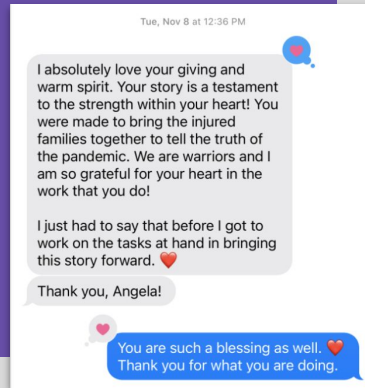 Tue, Nov 8 at 12:36 PM
I absolutely love your giving and
warm spirit. Your story is a testament
to the strength within your heart! You
were made to bring the injured
families together to tell the truth of
the pandemic. We are warriors and I
am so grateful for your heart in the
work that you do!
I just had to say that before I got to
work on the tasks at hand in bringing
this story forward. ❤️
Thank you, Angela!
You are such a blessing as well. ❤️
Thank you for what you are doing.